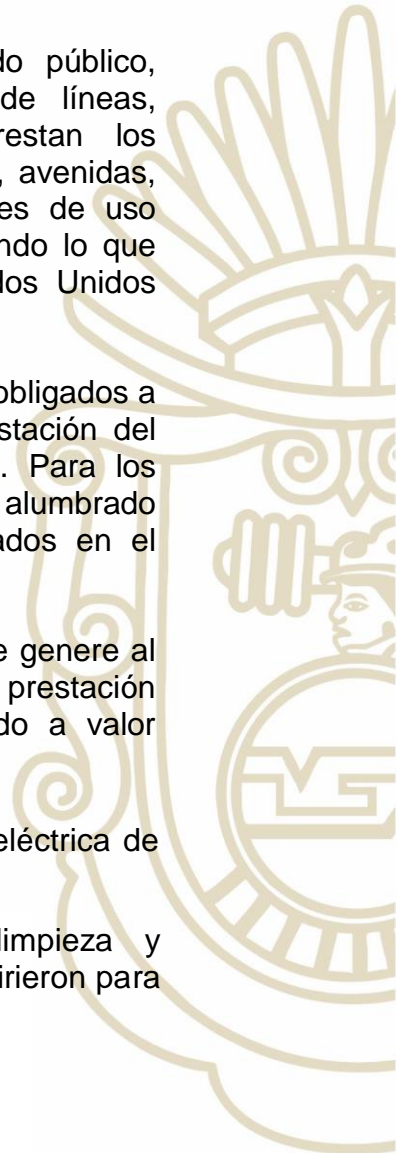 do público,
de líneas,
restan los
, avenidas,
es de uso
ndo lo que
dos Unidos
obligados a
stación del
. Para los
alumbrado
ados en el
e genere al
prestación
do a valor
eléctrica de
limpieza y
irieron para